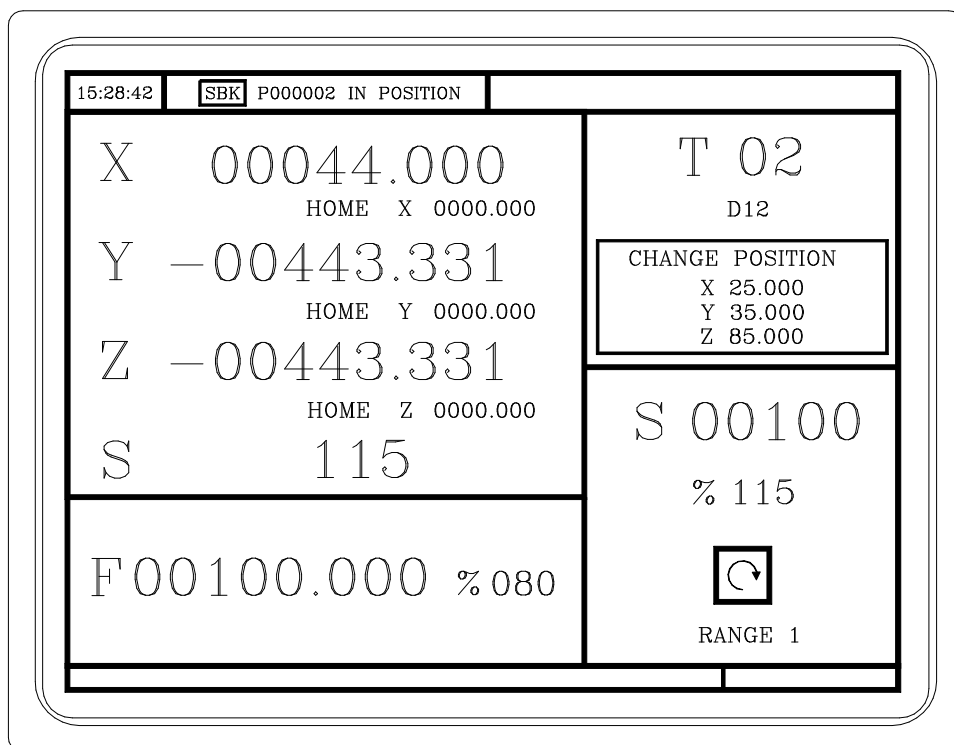 15:28:42 SBK P000002 IN POSITION
X 00044.000
HOME X 0000.000
Y -00443.331
HOME Y 0000.000
Z -00443.331
HOME Z 0000.000
S 115
F00100.000 % 080
T 02
D12
CHANGE POSITION
X 25.000
Y 35.000
Z 85.000
S 00100
% 115
RANGE 1